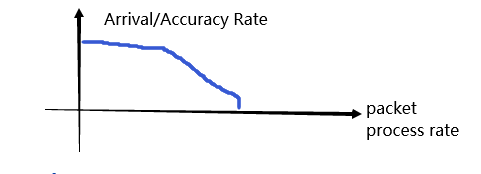 Arrival/Accuracy Rate
packet
process rate